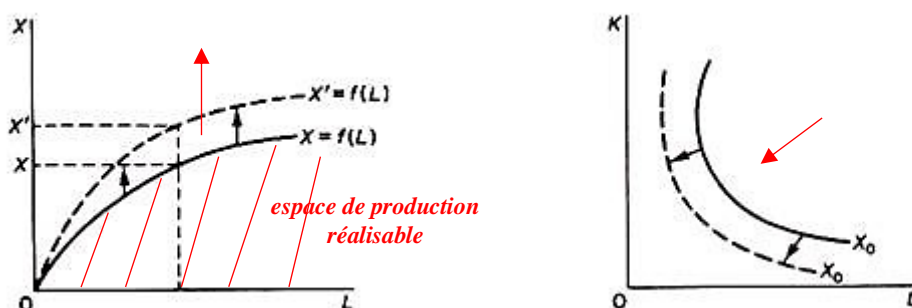 X
X' = f(L)
X'
X = f(L)
X
espace de production
réalisable
O
L
K
X₀
X₀
O
L